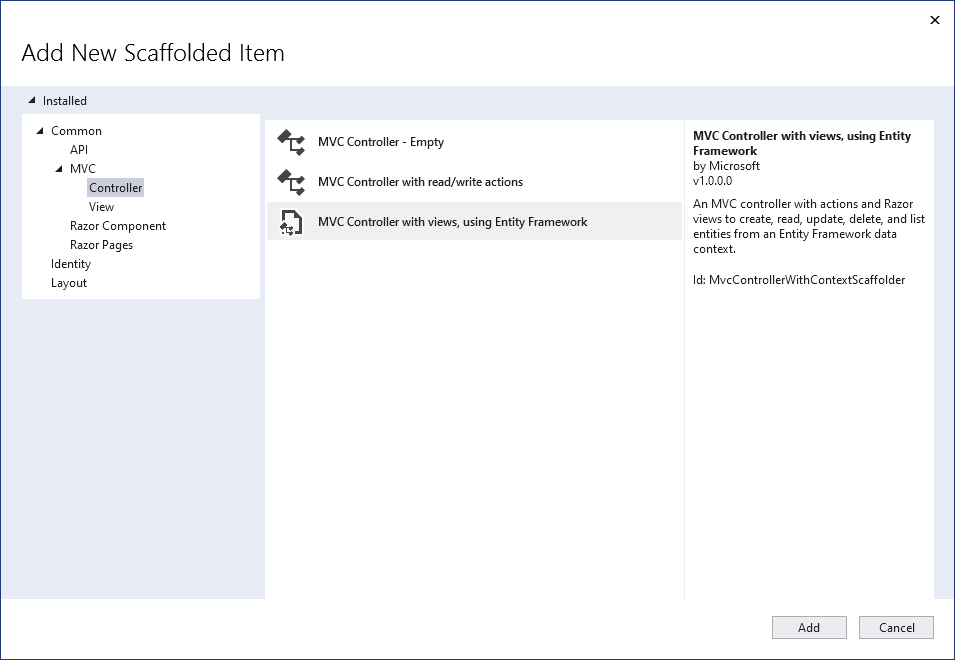 Add New Scaffolded Item
Installed
Common
API
MVC
Controller
View
Razor Component
Razor Pages
Identity
Layout
MVC Controller - Empty
MVC Controller with read/write actions
MVC Controller with views, using Entity Framework
MVC Controller with views, using Entity
Framework
by Microsoft
v1.0.0.0
An MVC controller with actions and Razor
views to create, read, update, delete, and list
entities from an Entity Framework data
context.
Id: MvcControllerWithContextScaffolder
Add
Cancel